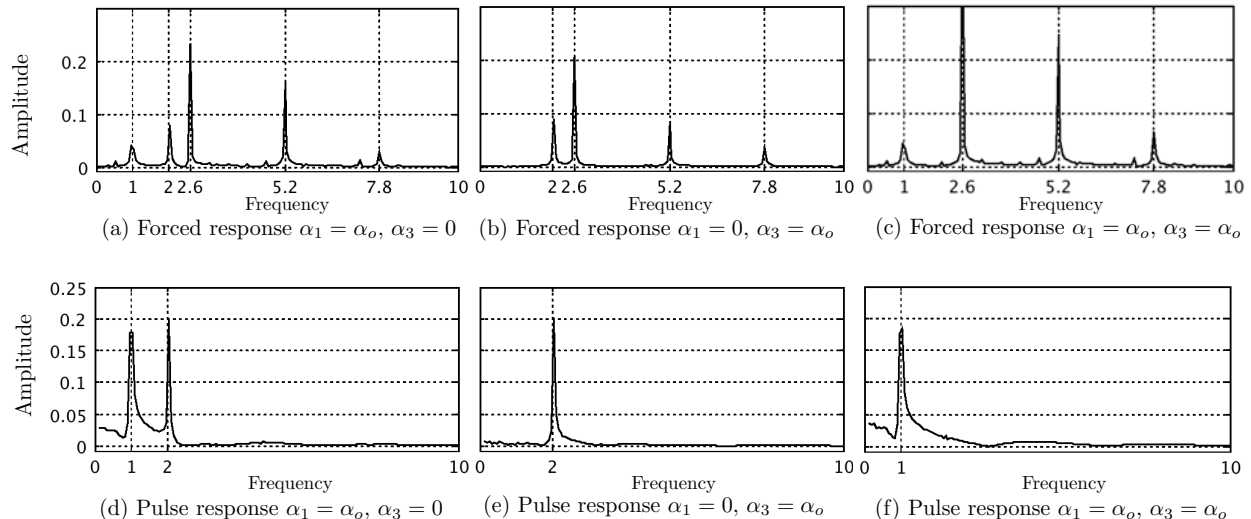 Amplitude
0.2
0.1
0
0 1 2 2.6 5.2 7.8 10
Frequency
(a) Forced response α₁ = αₒ, α₃ = 0
0 2 2.6 5.2 7.8 10
Frequency
(b) Forced response α₁ = 0, α₃ = αₒ
0 1 2.6 5.2 7.8 10
Frequency
(c) Forced response α₁ = αₒ, α₃ = αₒ
Amplitude
0.25
0.2
0.15
0.1
0.05
0
0 1 2 10
Frequency
(d) Pulse response α₁ = αₒ, α₃ = 0
0 2 10
Frequency
(e) Pulse response α₁ = 0, α₃ = αₒ
0 1 10
Frequency
(f) Pulse response α₁ = αₒ, α₃ = αₒ